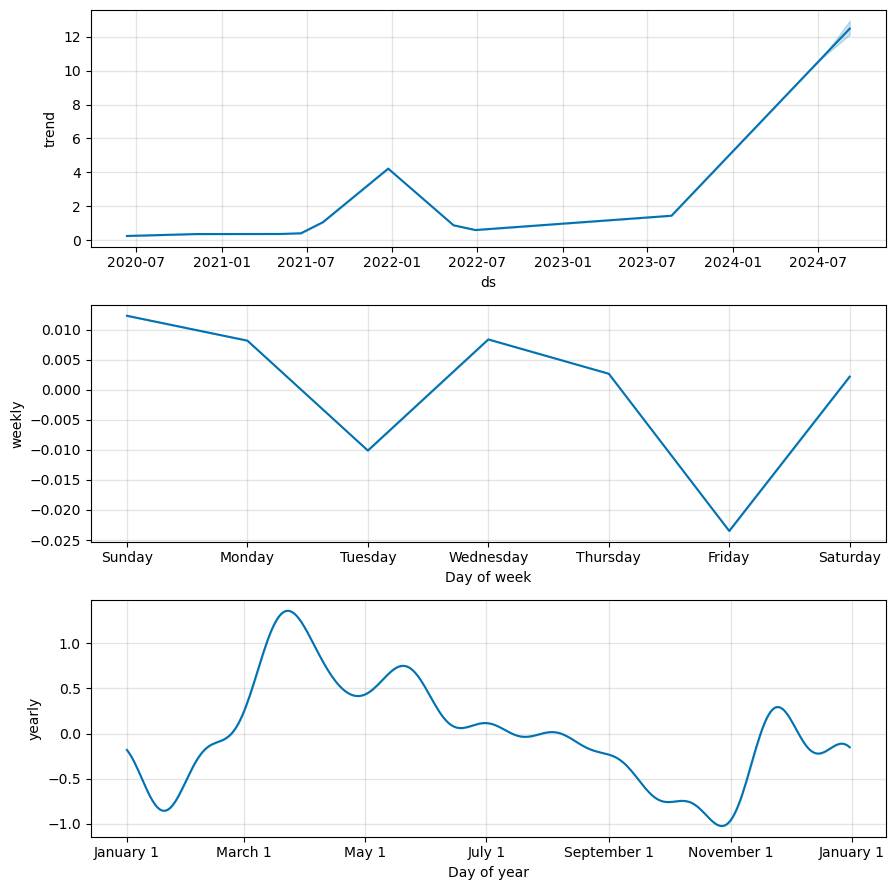 12
10
8
6
4
2
0
trend
2020-07 2021-01 2021-07 2022-01 2022-07 2023-01 2023-07 2024-01 2024-07
ds
0.010
0.005
0.000
−0.005
−0.010
−0.015
−0.020
−0.025
weekly
Sunday Monday Tuesday Wednesday Thursday Friday Saturday
Day of week
1.0
0.5
0.0
−0.5
−1.0
yearly
January 1 March 1 May 1 July 1 September 1 November 1 January 1
Day of year